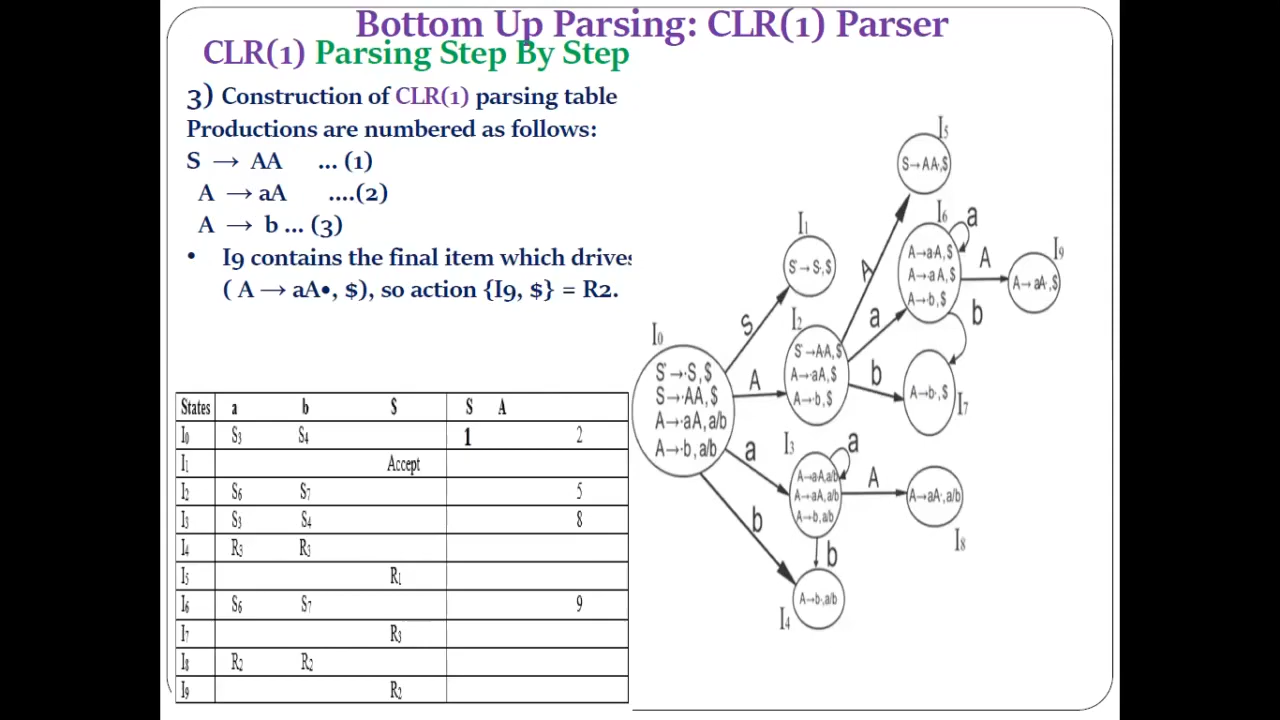 Bottom Up Parsing: CLR(1) Parser
CLR(1) Parsing Step By Step
3) Construction of CLR(1) parsing table
Productions are numbered as follows:
S → AA ... (1)
A → aA ....(2)
A → b ... (3)
• I9 contains the final item which drives
( A → aA•, $), so action {I9, $} = R2.
States a b $ S A
I0 S3 S4 1 2
I1 Accept
I2 S6 S7 5
I3 S3 S4 8
I4 R3 R3
I5 R1
I6 S6 S7 9
I7 R3
I8 R2 R2
I9 R2
I0
S'→·S, $
S→·AA, $
A→·aA, a/b
A→·b, a/b
S
A
a
b
I1
S'→ S·, $
I2
S'→A·A, $
A→·aA, $
A→·b, $
A
a
b
I5
S→AA·, $
I6
A→a·A, $
A→·aA, $
A→·b, $
a
A
b
I9
A→ aA·, $
I7
A→b·, $
I3
A→a·A, a/b
A→·aA, a/b
A→·b, a/b
a
A
b
I8
A→aA·, a/b
I4
A→b·, a/b